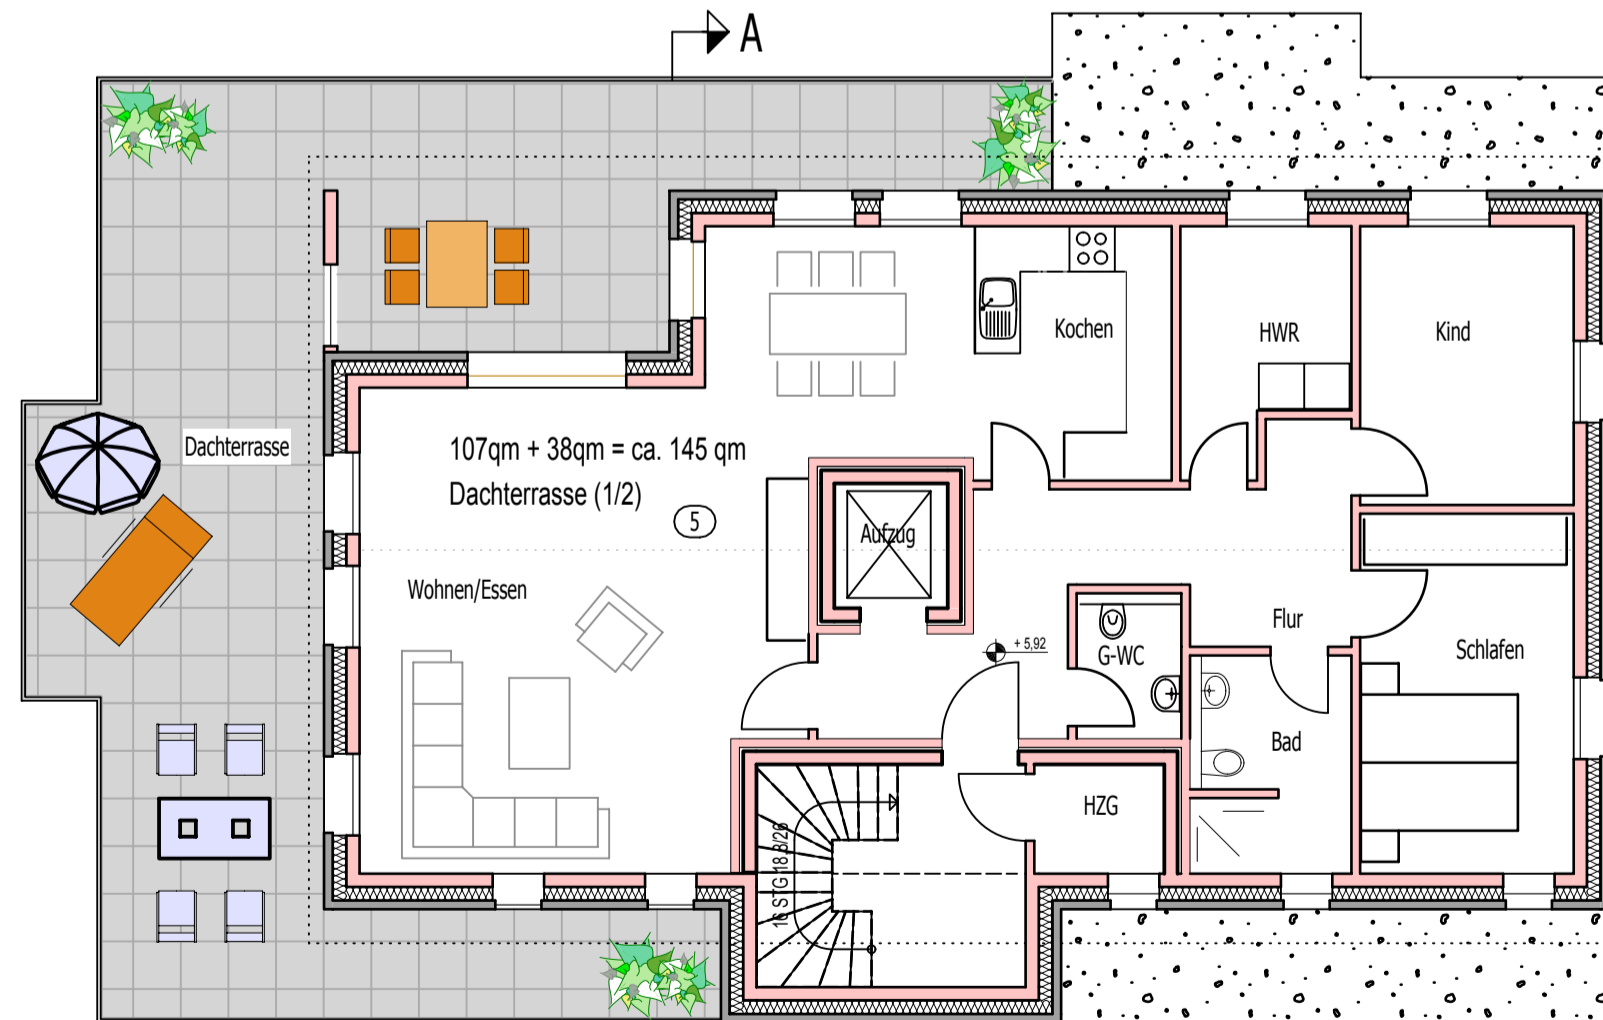 A
Dachterrasse
107qm + 38qm = ca. 145 qm
Dachterrasse (1/2)
5
Wohnen/Essen
Kochen
HWR
Kind
Aufzug
+ 5,92
G-WC
Flur
Schlafen
Bad
HZG
16 STG 18,8/26